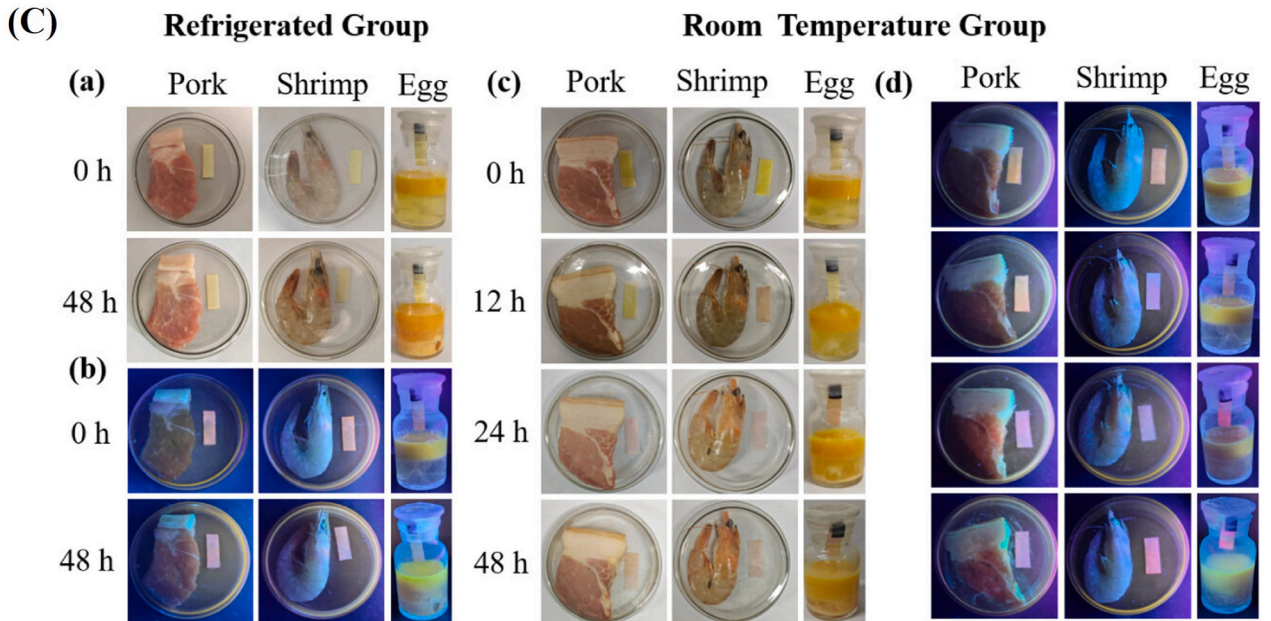 (C)
Refrigerated Group
Room Temperature Group
(a)
Pork
Shrimp
Egg
(c)
Pork
Shrimp
Egg
(d)
Pork
Shrimp
Egg
0 h
0 h
48 h
12 h
(b)
0 h
24 h
48 h
48 h